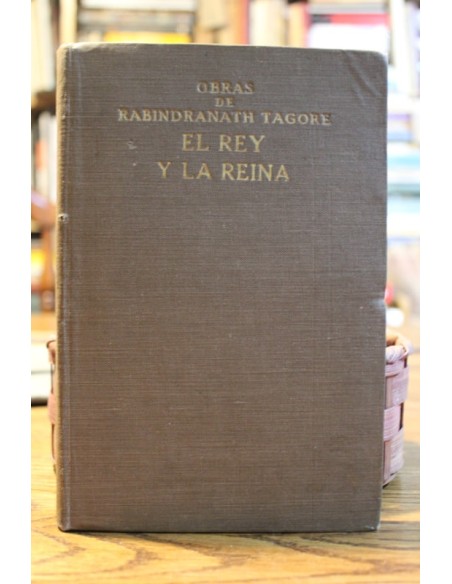 OBRAS
DE
RABINDRANATH TAGORE
EL REY
Y LA REINA